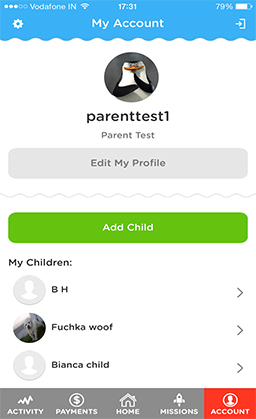 Vodafone IN 17:31 79%
My Account
parenttest1
Parent Test
Edit My Profile
Add Child
My Children:
B H
Fuchka woof
Bianca child
ACTIVITY PAYMENTS HOME MISSIONS ACCOUNT